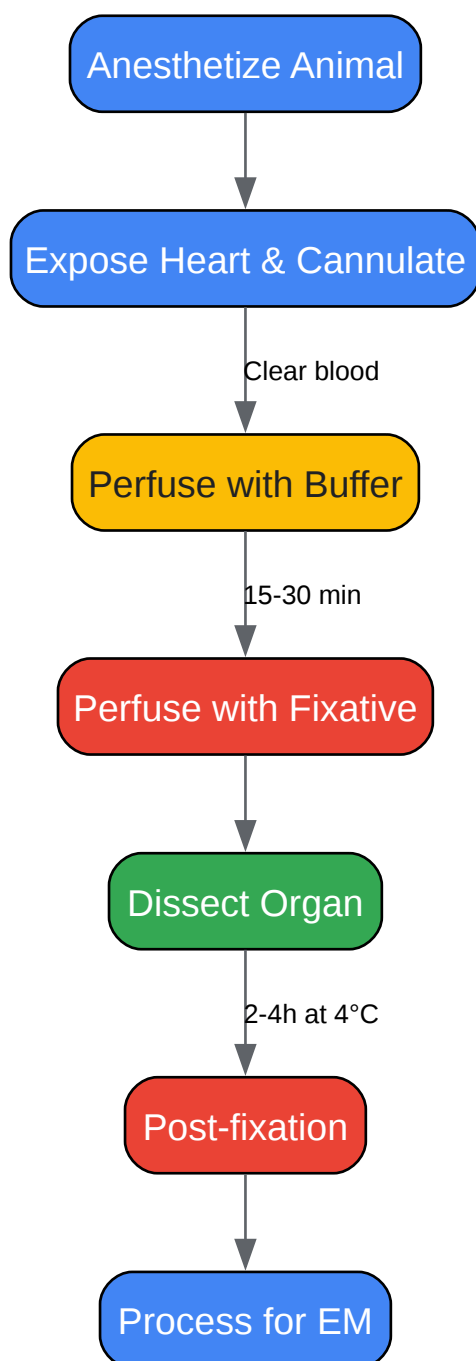 Anesthetize Animal
Expose Heart & Cannulate
Clear blood
Perfuse with Buffer
15-30 min
Perfuse with Fixative
Dissect Organ
2-4h at 4°C
Post-fixation
Process for EM